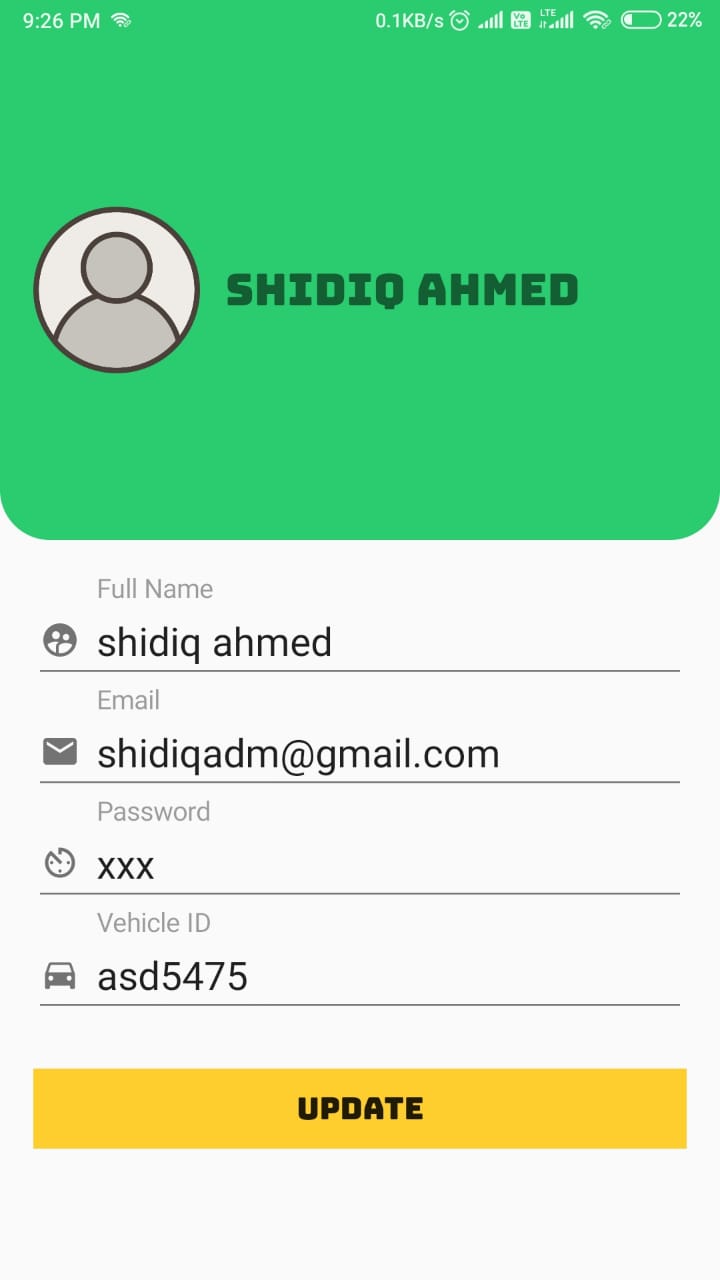 9:26 PM 0.1KB/s Vo LTE LTE 22%
SHIDIQ AHMED
Full Name
shidiq ahmed
Email
shidiqadm@gmail.com
Password
xxx
Vehicle ID
asd5475
UPDATE